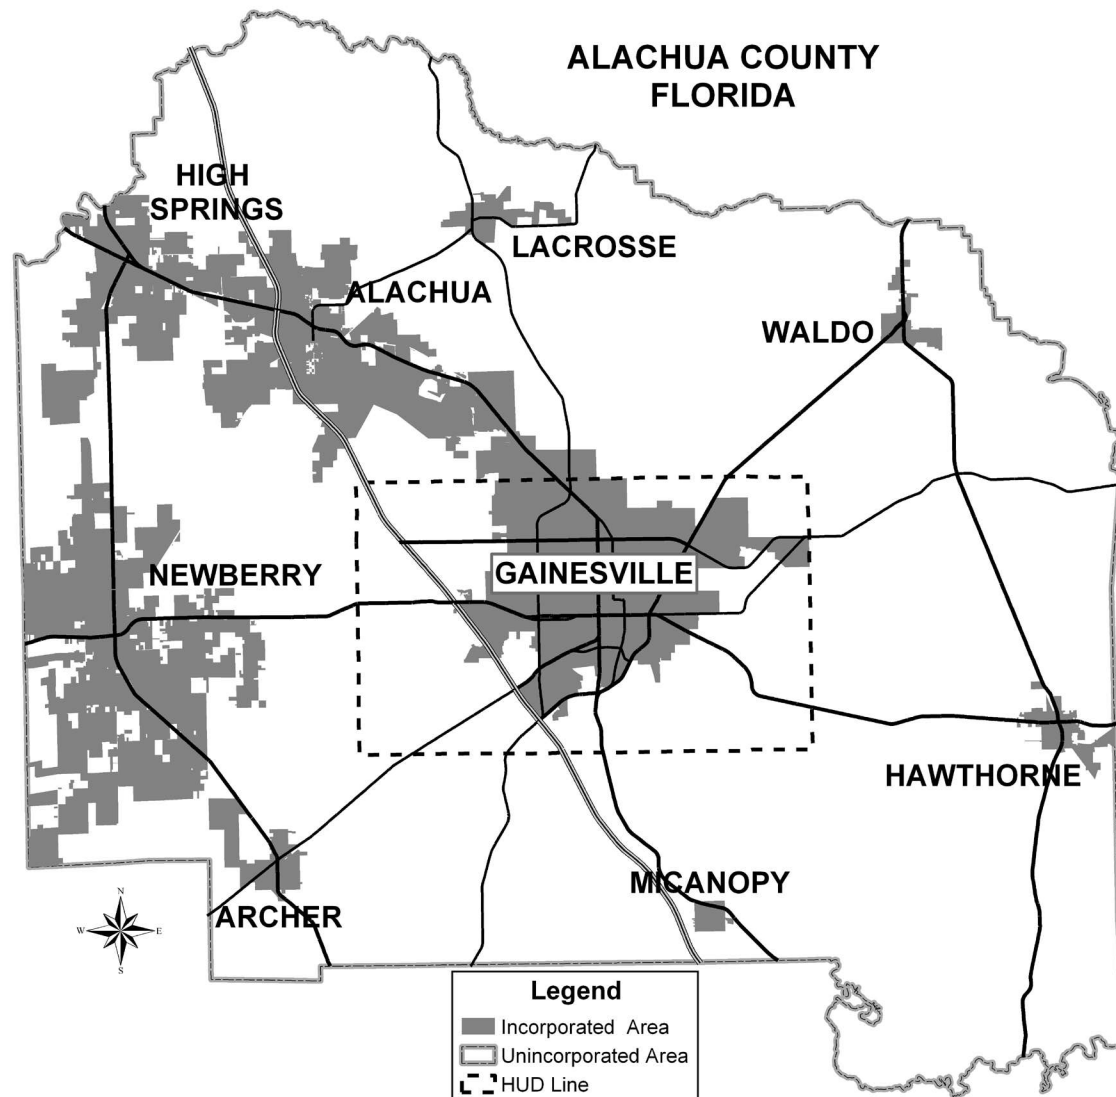 ALACHUA COUNTY
FLORIDA
HIGH
SPRINGS
LACROSSE
ALACHUA
WALDO
NEWBERRY
GAINESVILLE
HAWTHORNE
MICANOPY
ARCHER
N
W E
S
Legend
Incorporated Area
Unincorporated Area
HUD Line